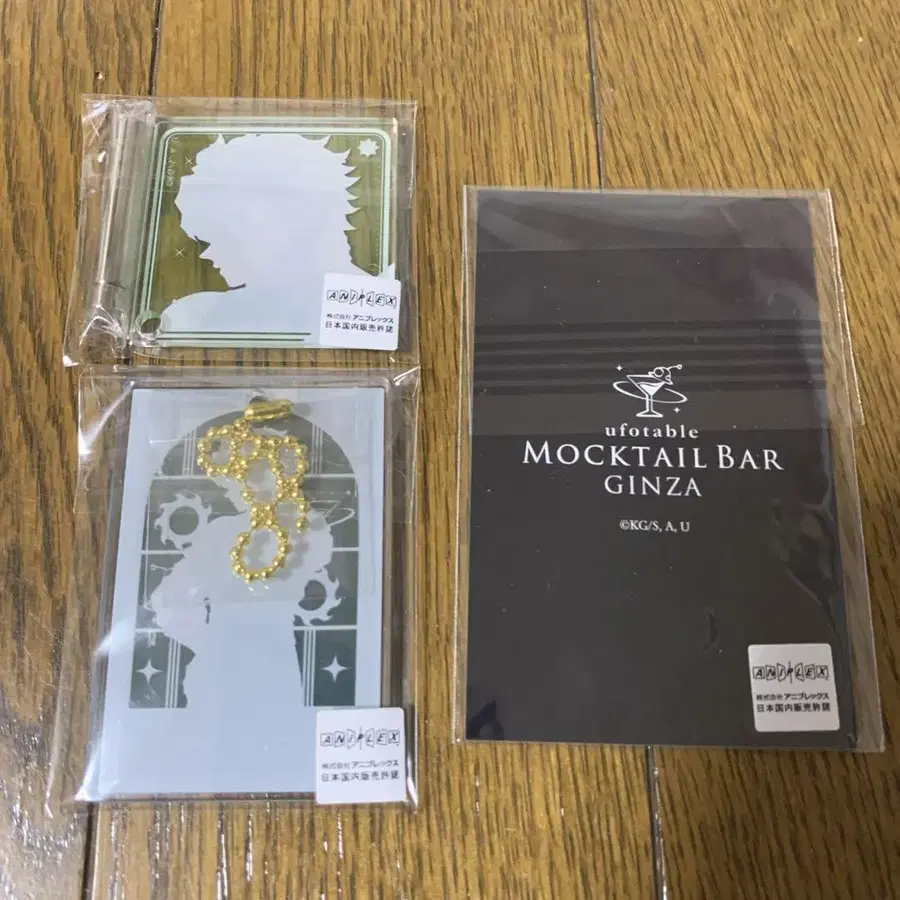 ANIPLEX
株式会社 アニプレックス
日本国内販売許諾
ufotable
MOCKTAIL BAR
GINZA
©KG/S, A, U
ANIPLEX
株式会社 アニプレックス
日本国内販売許諾
ANIPLEX
株式会社 アニプレックス
日本国内販売許諾